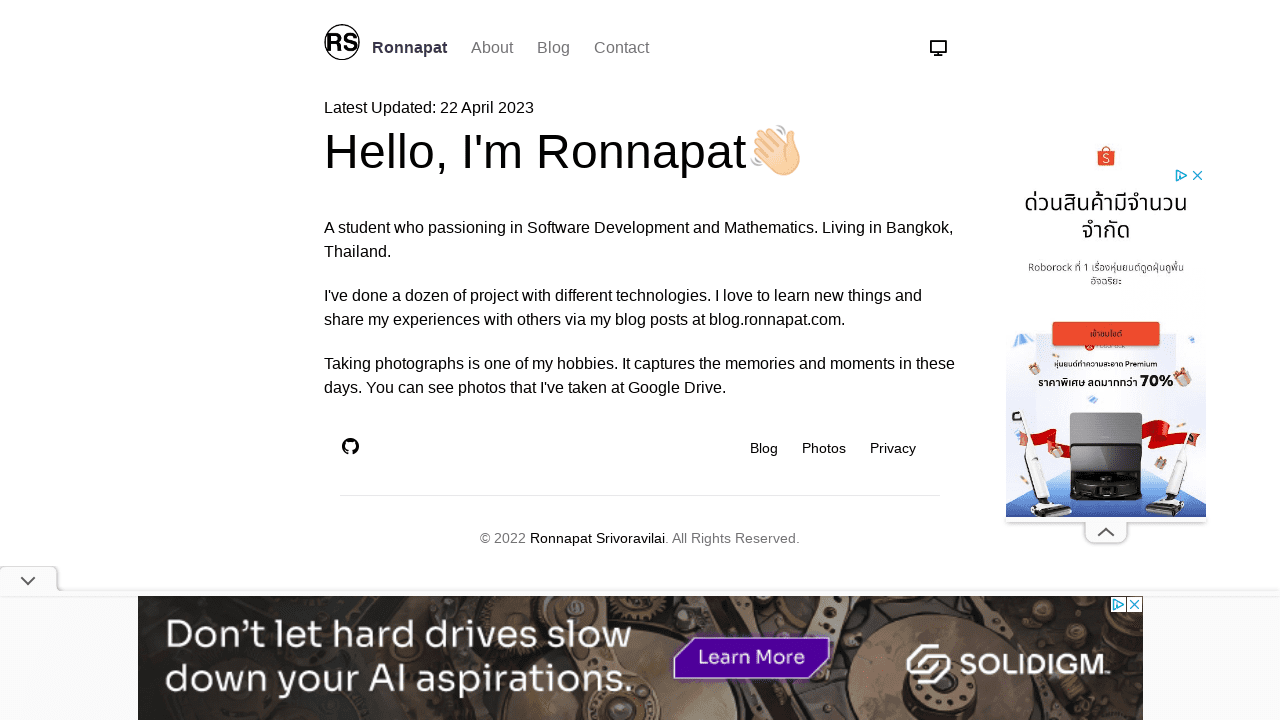 RS
Ronnapat About Blog Contact
Latest Updated: 22 April 2023
Hello, I'm Ronnapat👋🏻
A student who passioning in Software Development and Mathematics. Living in Bangkok,
Thailand.
I've done a dozen of project with different technologies. I love to learn new things and
share my experiences with others via my blog posts at blog.ronnapat.com.
Taking photographs is one of my hobbies. It captures the memories and moments in these
days. You can see photos that I've taken at Google Drive.
Blog Photos Privacy
© 2022 Ronnapat Srivoravilai. All Rights Reserved.
ด่วนสินค้ามีจำนวน
จำกัด
Roborock ที่ 1 เรื่องหุ่นยนต์ดูดฝุ่นถูพื้น
อัจฉริยะ
เข้าชมไซต์
หุ่นยนต์ทำความสะอาด Premium
ราคาพิเศษ ลดมากกว่า 70%
Don't let hard drives slow
down your AI aspirations.
Learn More
SOLIDIGM